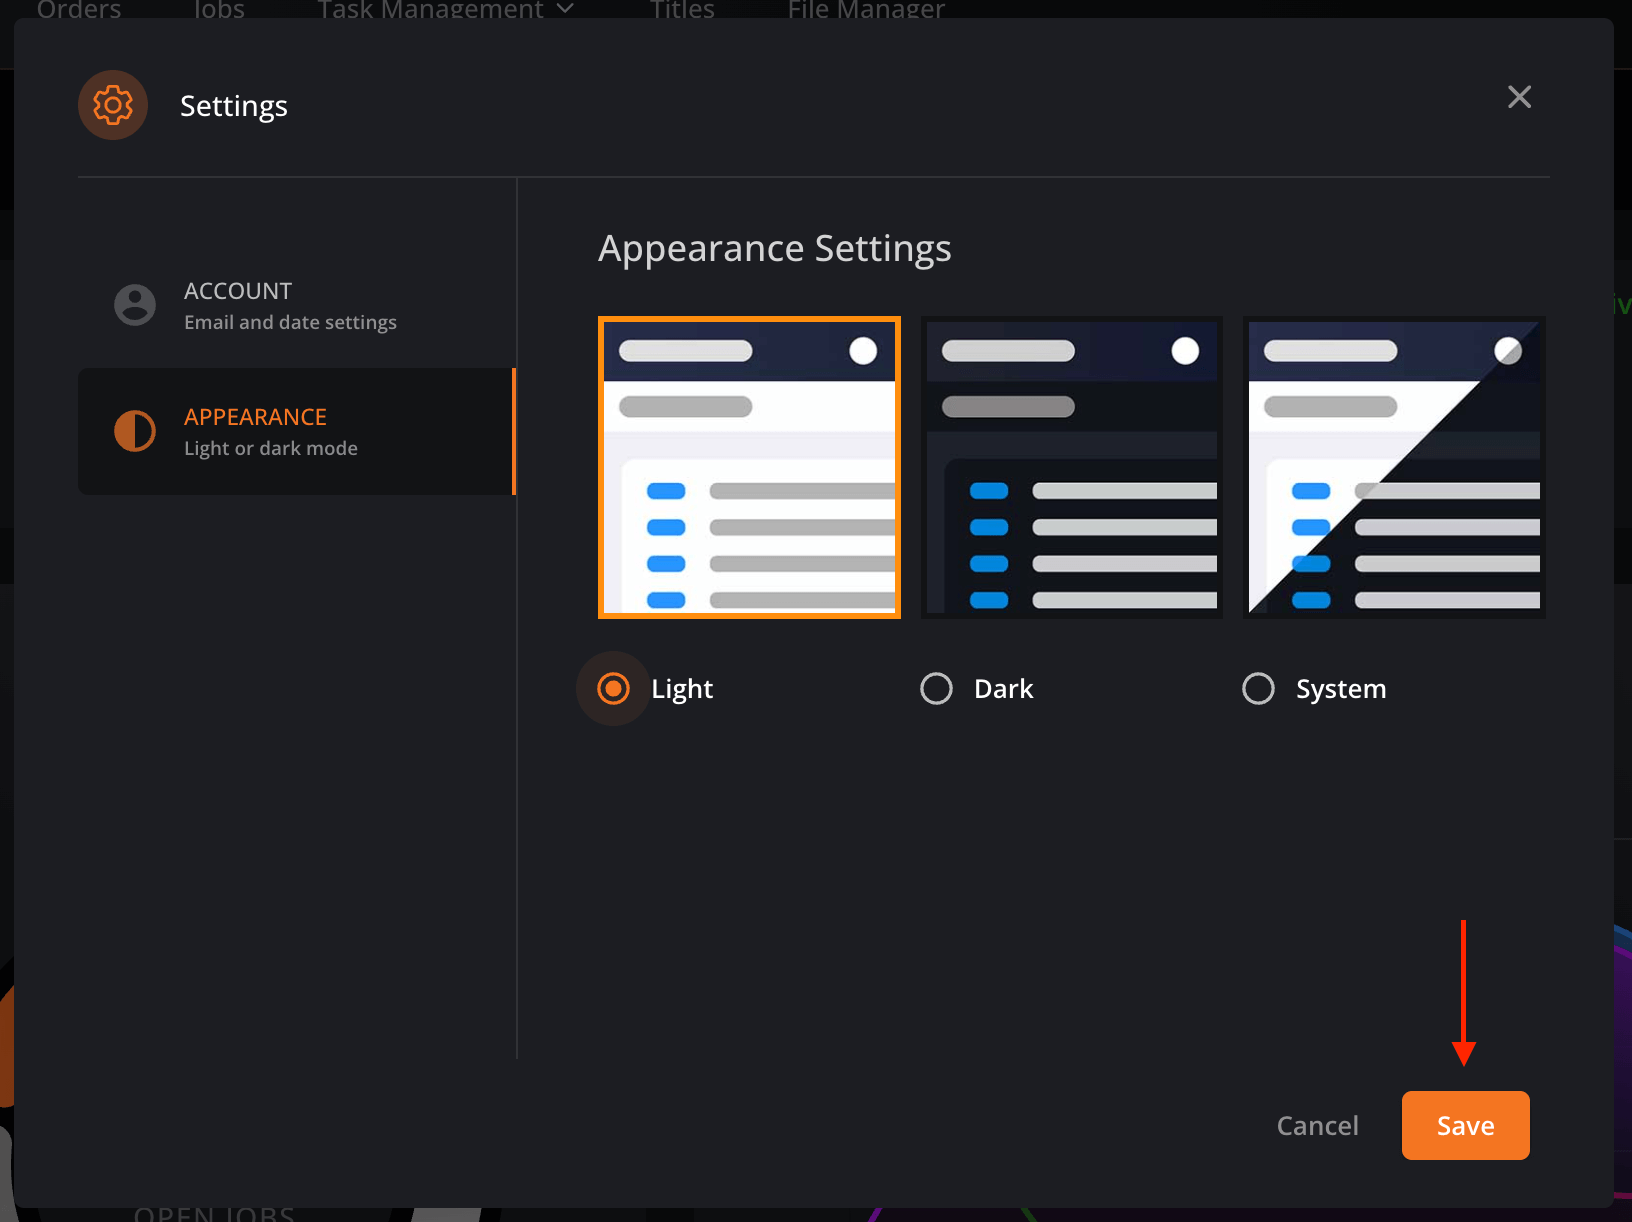 Orders Jobs Task Management Titles File Manager
Settings
ACCOUNT
Email and date settings
APPEARANCE
Light or dark mode
Appearance Settings
Light
Dark
System
Cancel
Save
OPEN JOBS